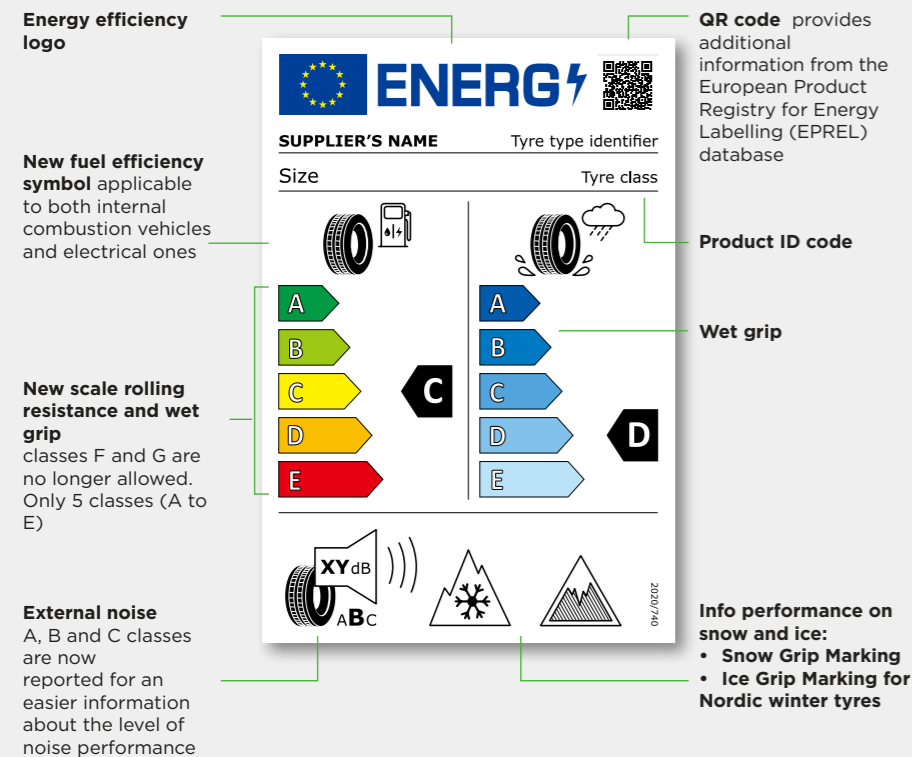 Energy efficiency
logo
New fuel efficiency
symbol applicable
to both internal
combustion vehicles
and electrical ones
New scale rolling
resistance and wet
grip
classes F and G are
no longer allowed.
Only 5 classes (A to
E)
External noise
A, B and C classes
are now
reported for an
easier information
about the level of
noise performance
ENERG
SUPPLIER'S NAME Tyre type identifier
Size Tyre class
A
B
C
D
E
C
A
B
C
D
E
D
XY dB
ABC
2020/740
QR code provides
additional
information from the
European Product
Registry for Energy
Labelling (EPREL)
database
Product ID code
Wet grip
Info performance on
snow and ice:
• Snow Grip Marking
• Ice Grip Marking for
Nordic winter tyres